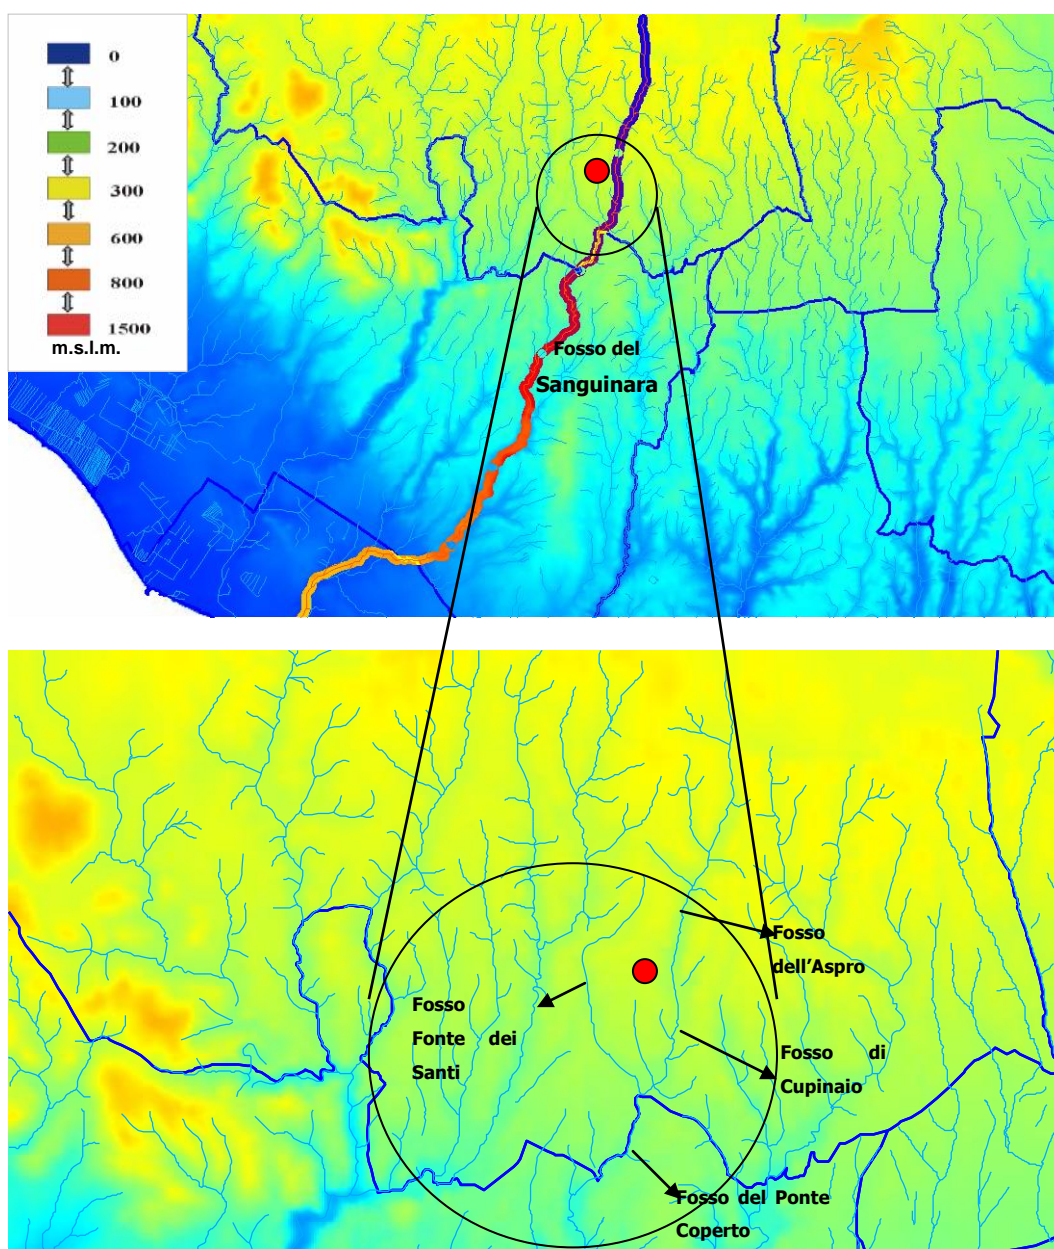 0
100
200
300
600
800
1500
m.s.l.m.
Fosso del
Sanguinara
Fosso
dell’Aspro
Fosso
Fonte dei
Santi
Fosso di
Cupinaio
Fosso del Ponte
Coperto